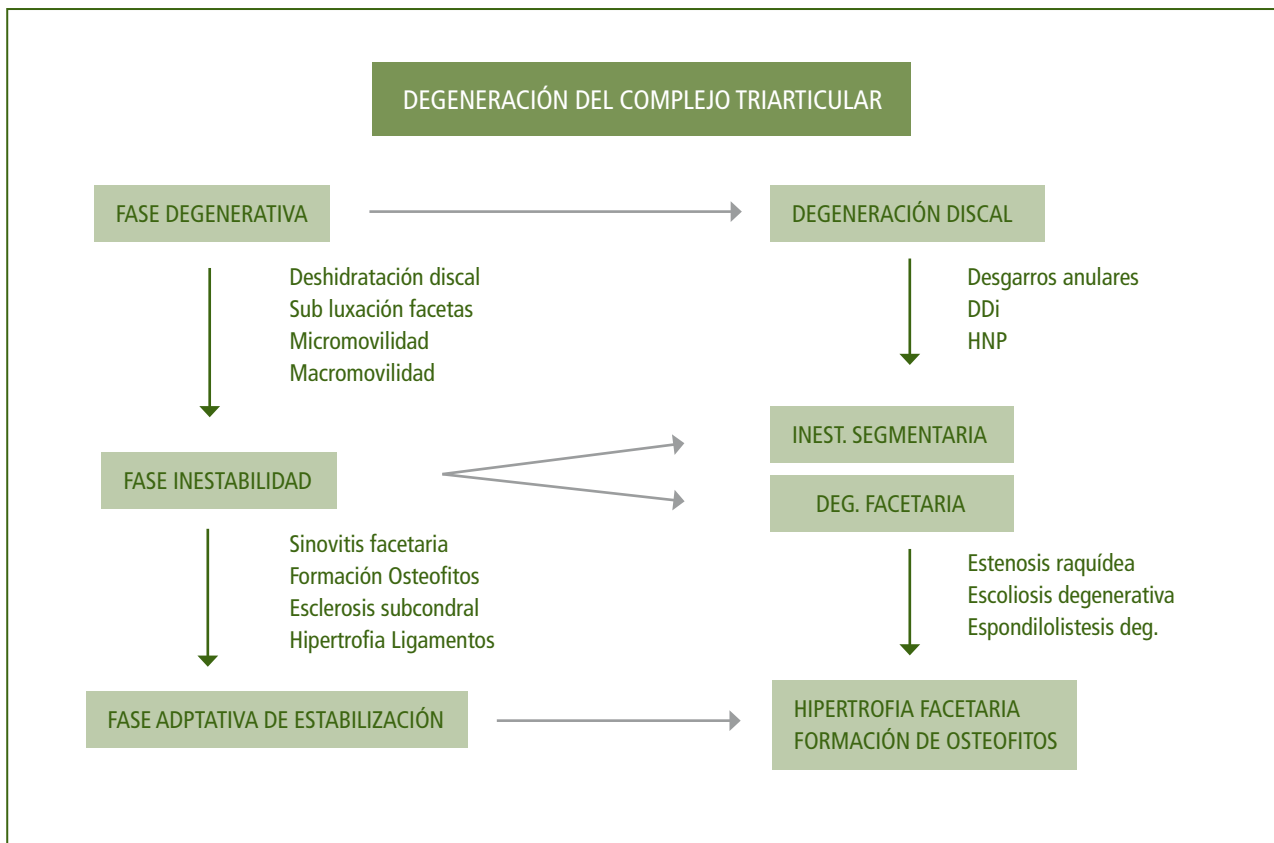 DEGENERACIÓN DEL COMPLEJO TRIARTICULAR
FASE DEGENERATIVA
DEGENERACIÓN DISCAL
Deshidratación discal
Sub luxación facetas
Micromovilidad
Macromovilidad
Desgarros anulares
DDi
HNP
FASE INESTABILIDAD
INEST. SEGMENTARIA
DEG. FACETARIA
Sinovitis facetaria
Formación Osteofitos
Esclerosis subcondral
Hipertrofia Ligamentos
Estenosis raquídea
Escoliosis degenerativa
Espondilolistesis deg.
FASE ADPTATIVA DE ESTABILIZACIÓN
HIPERTROFIA FACETARIA
FORMACIÓN DE OSTEOFITOS